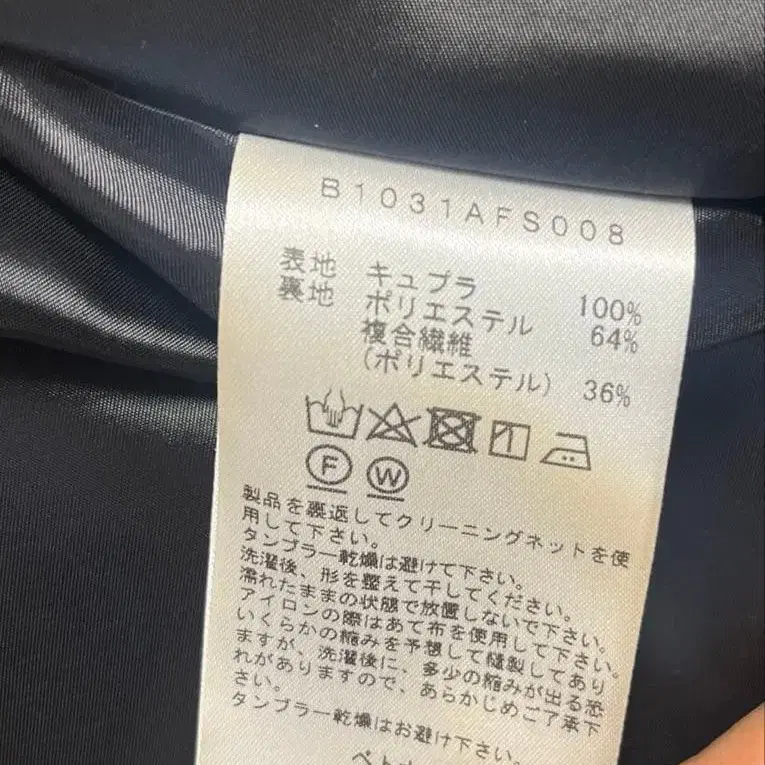 B1031AFS008
表地 キュプラ 100%
裏地 ポリエステル 64%
複合繊維
(ポリエステル) 36%
F W
製品を裏返してクリーニングネットを使
用して下さい。
タンブラー乾燥は避けて下さい。
洗濯後、形を整えて干してください。
濡れたままの状態で放置しないで下さい。
アイロンの際はあて布を使用して下さい。
いくらかの縮みを予想して縫製してあり
ますが、洗濯後に、多少の縮みが出る恐
れがありますので、あらかじめご了承下
さい。
タンブラー乾燥はお避け下さい。